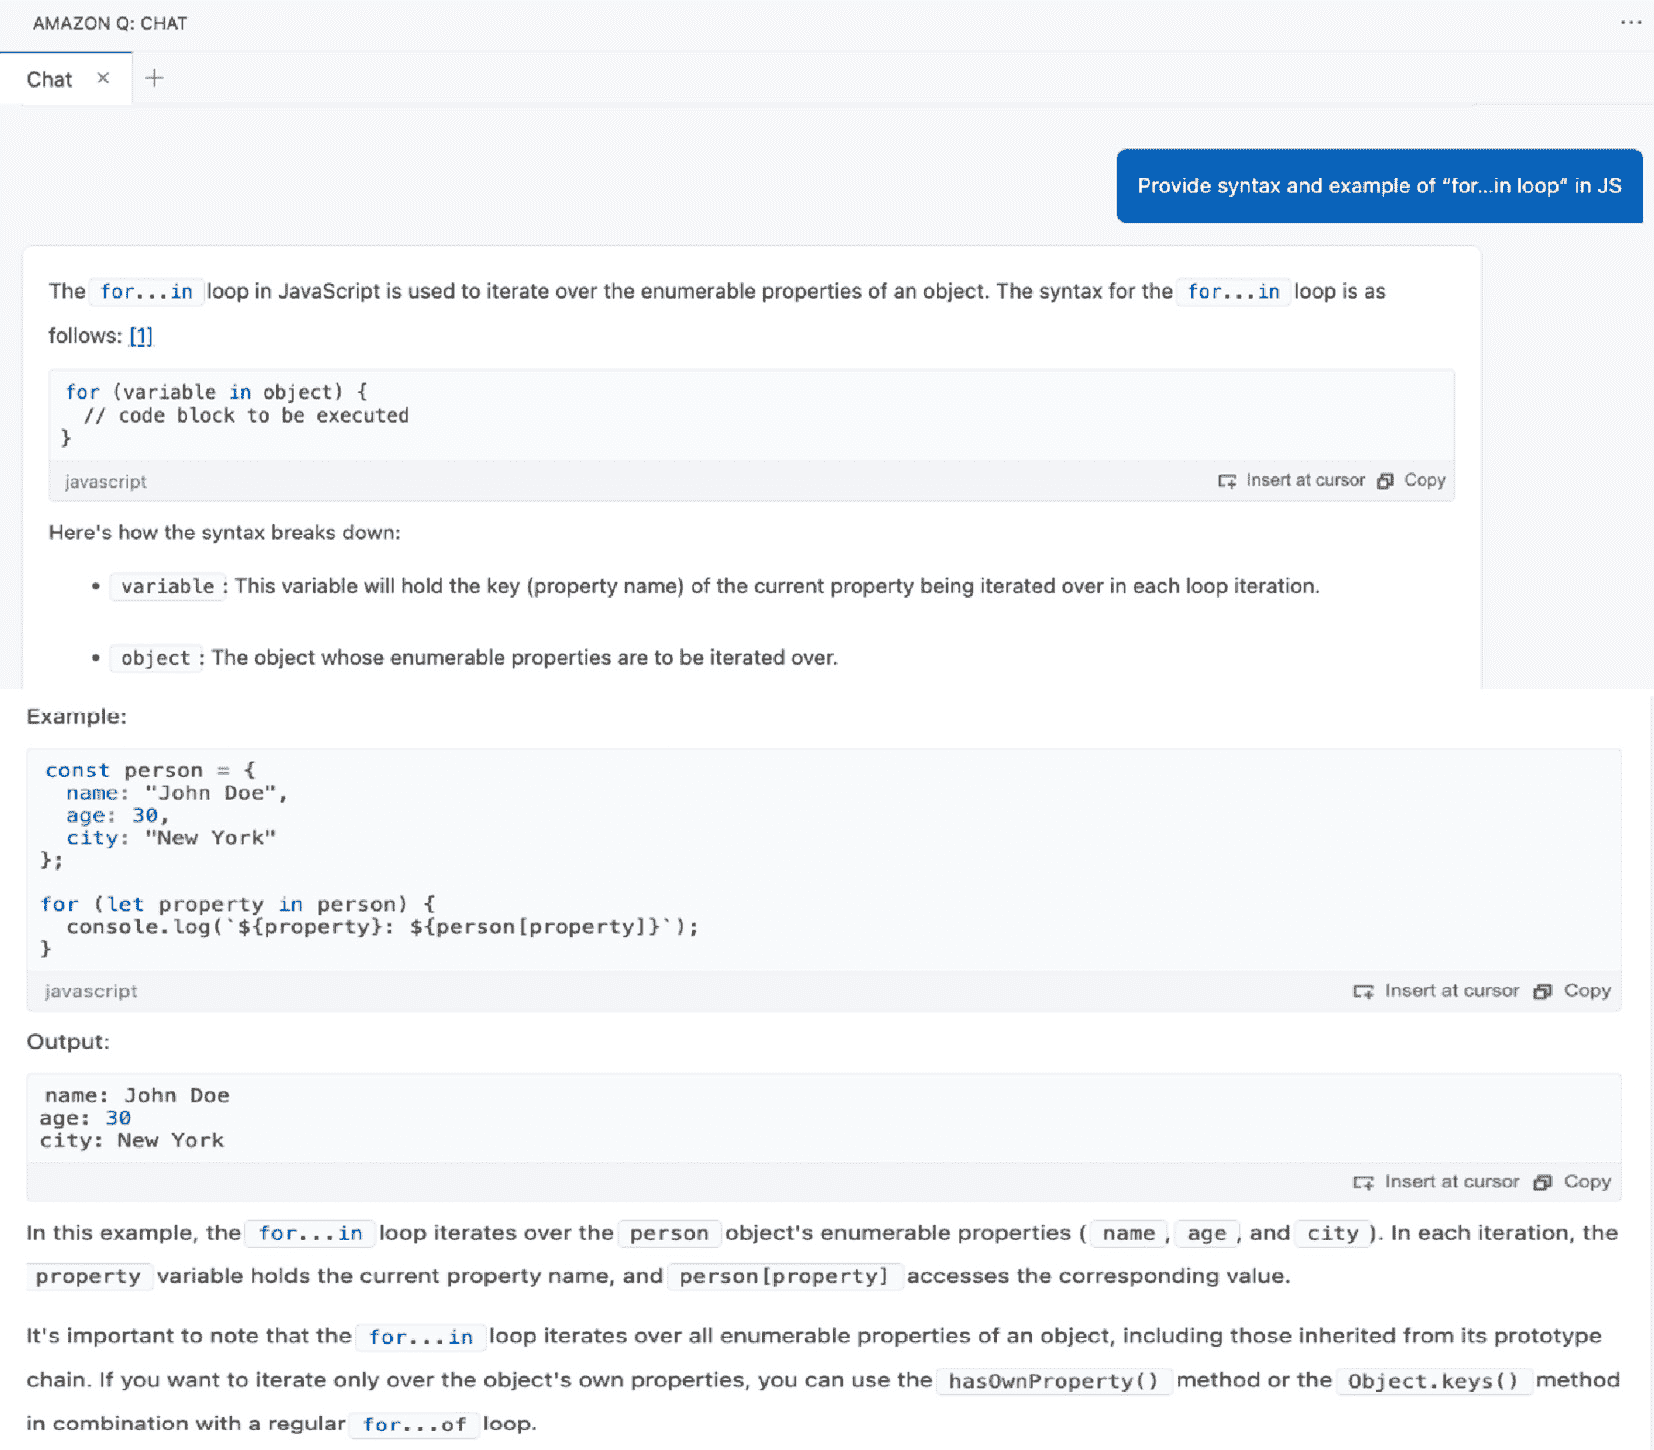 AMAZON Q: CHAT
Chat
Provide syntax and example of “for...in loop” in JS
The for...in loop in JavaScript is used to iterate over the enumerable properties of an object. The syntax for the for...in loop is as
follows: [1]
for (variable in object) {
  // code block to be executed
}
javascript
Insert at cursor Copy
Here's how the syntax breaks down:
• variable : This variable will hold the key (property name) of the current property being iterated over in each loop iteration.
• object : The object whose enumerable properties are to be iterated over.
Example:
const person = {
  name: "John Doe",
  age: 30,
  city: "New York"
};
for (let property in person) {
  console.log(`${property}: ${person[property]}`);
}
javascript
Insert at cursor Copy
Output:
name: John Doe
age: 30
city: New York
Insert at cursor Copy
In this example, the for...in loop iterates over the person object's enumerable properties ( name , age , and city ). In each iteration, the
property variable holds the current property name, and person[property] accesses the corresponding value.
It's important to note that the for...in loop iterates over all enumerable properties of an object, including those inherited from its prototype
chain. If you want to iterate only over the object's own properties, you can use the hasOwnProperty() method or the Object.keys() method
in combination with a regular for...of loop.